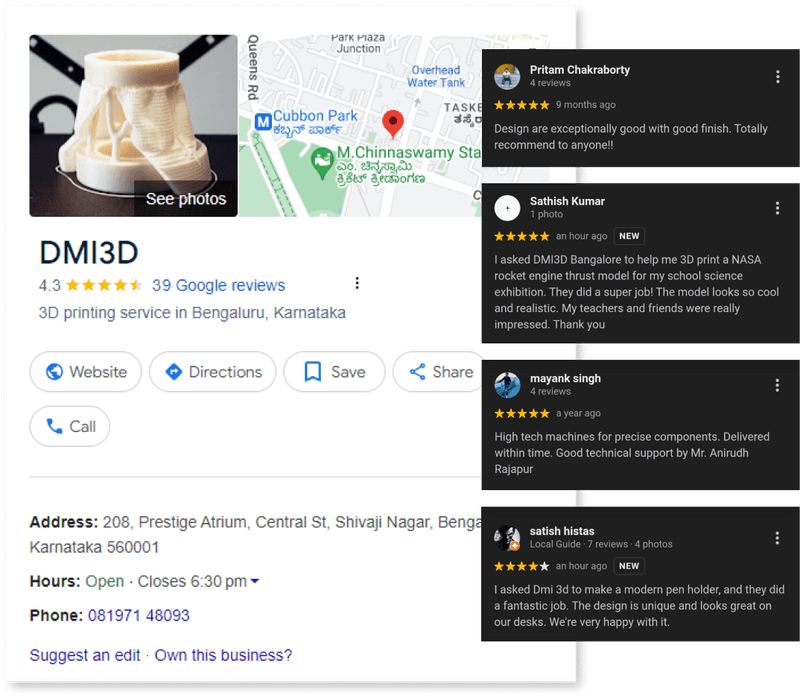 Queens Rd
Park Plaza
Junction
Overhead
Water Tank
Cubbon Park
ಕಬ್ಬನ್ ಪಾರ್ಕ್
M.Chinnaswamy Sta
ಎಂ. ಚಿನ್ನಸ್ವಾಮಿ
ಕ್ರಿಕೆಟ್ ಕ್ರೀಡಾಂಗಣ
TASKE
See photos
DMI3D
4.3 39 Google reviews
3D printing service in Bengaluru, Karnataka
Website Directions Save Share
Call
Address: 208, Prestige Atrium, Central St, Shivaji Nagar, Benga
Karnataka 560001
Hours: Open · Closes 6:30 pm
Phone: 081971 48093
Suggest an edit · Own this business?
Pritam Chakraborty
4 reviews
9 months ago
Design are exceptionally good with good finish. Totally
recommend to anyone!!
Sathish Kumar
1 photo
an hour ago NEW
I asked DMI3D Bangalore to help me 3D print a NASA
rocket engine thrust model for my school science
exhibition. They did a super job! The model looks so cool
and realistic. My teachers and friends were really
impressed. Thank you
mayank singh
4 reviews
a year ago
High tech machines for precise components. Delivered
within time. Good technical support by Mr. Anirudh
Rajapur
satish histas
Local Guide · 7 reviews · 4 photos
an hour ago NEW
I asked Dmi 3d to make a modern pen holder, and they did
a fantastic job. The design is unique and looks great on
our desks. We're very happy with it.